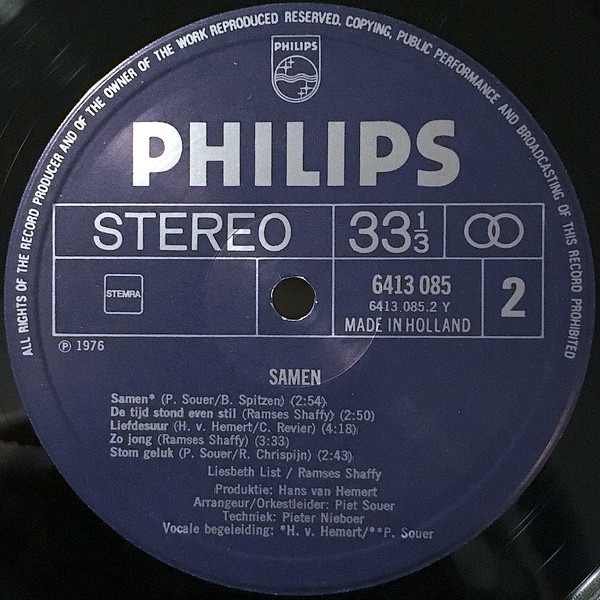 ALL RIGHTS OF THE RECORD PRODUCER AND OF THE OWNER OF THE WORK REPRODUCED RESERVED. COPYING, PUBLIC PERFORMANCE AND BROADCASTING OF THIS RECORD PROHIBITED
PHILIPS
PHILIPS
STEREO 33 1/3
STEMRA 6413 085 2
6413 085.2 Y
MADE IN HOLLAND
℗ 1976
SAMEN
Samen* (P. Souer/B. Spitzen) (2:54)
De tijd stond even stil (Ramses Shaffy) (2:50)
Liefdesuur (H. v. Hemert/C. Revier) (4:18)
Zo jong (Ramses Shaffy) (3:33)
Stom geluk (P. Souer/R. Chrispijn) (2:43)
Liesbeth List / Ramses Shaffy
Produktie: Hans van Hemert
Arrangeur/Orkestleider: Piet Souer
Techniek: Pieter Nieboer
Vocale begeleiding: *H. v. Hemert/**P. Souer